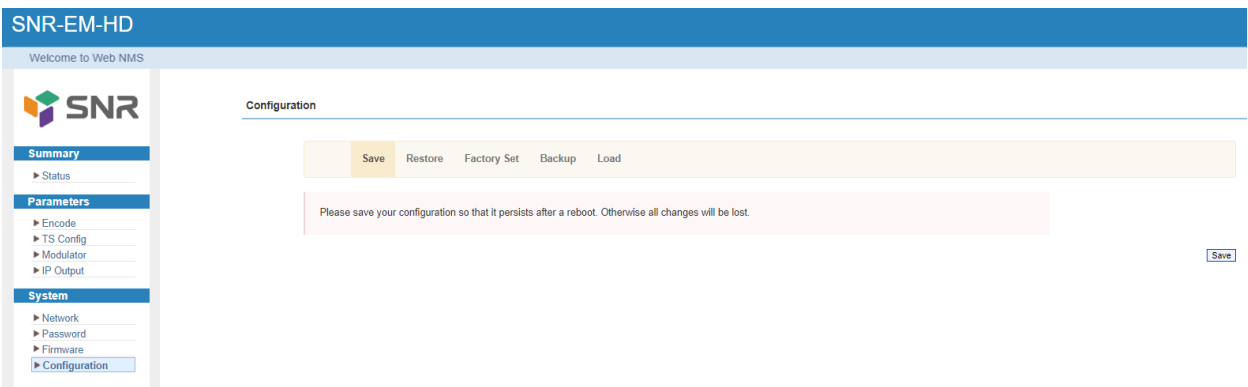 SNR-EM-HD
Welcome to Web NMS
SNR
Summary
Status
Parameters
Encode
TS Config
Modulator
IP Output
System
Network
Password
Firmware
Configuration
Configuration
Save Restore Factory Set Backup Load
Please save your configuration so that it persists after a reboot. Otherwise all changes will be lost.
Save